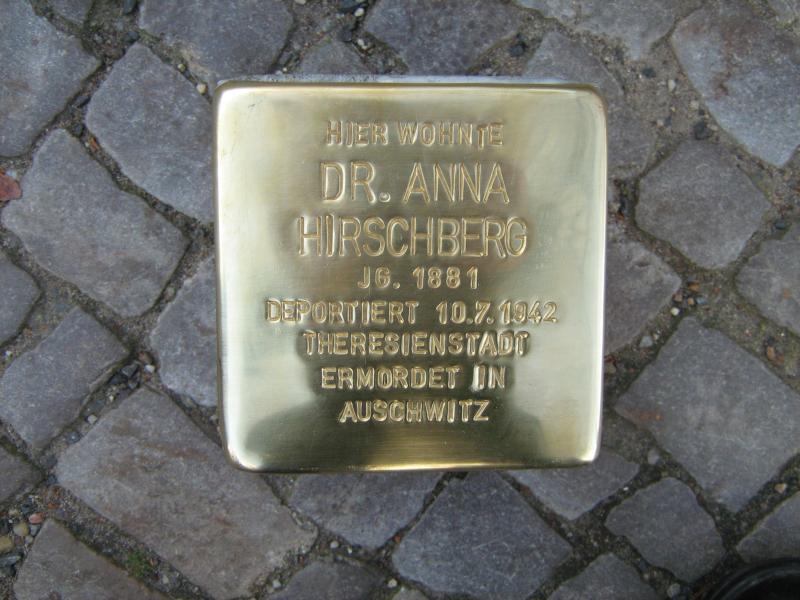 HIER WOHNTE
DR. ANNA
HIRSCHBERG
JG. 1881
DEPORTIERT 10.7.1942
THERESIENSTADT
ERMORDET IN
AUSCHWITZ